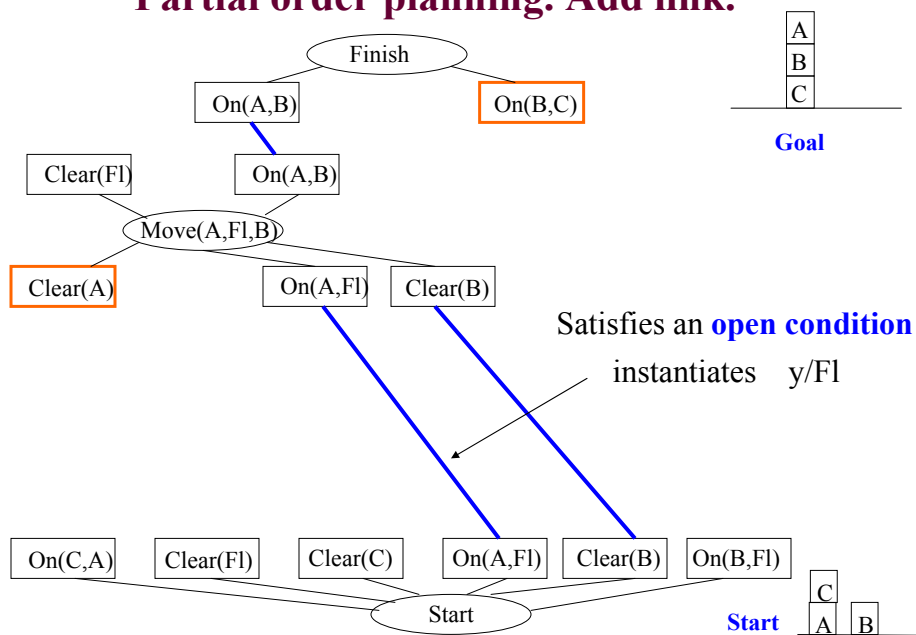 Partial order planning. Add link.
Finish
A
B
C
On(A,B)
On(B,C)
Goal
Clear(Fl)
On(A,B)
Move(A,Fl,B)
Clear(A)
On(A,Fl)
Clear(B)
Satisfies an open condition
instantiates y/Fl
On(C,A)
Clear(Fl)
Clear(C)
On(A,Fl)
Clear(B)
On(B,Fl)
Start
Start
C
A
B